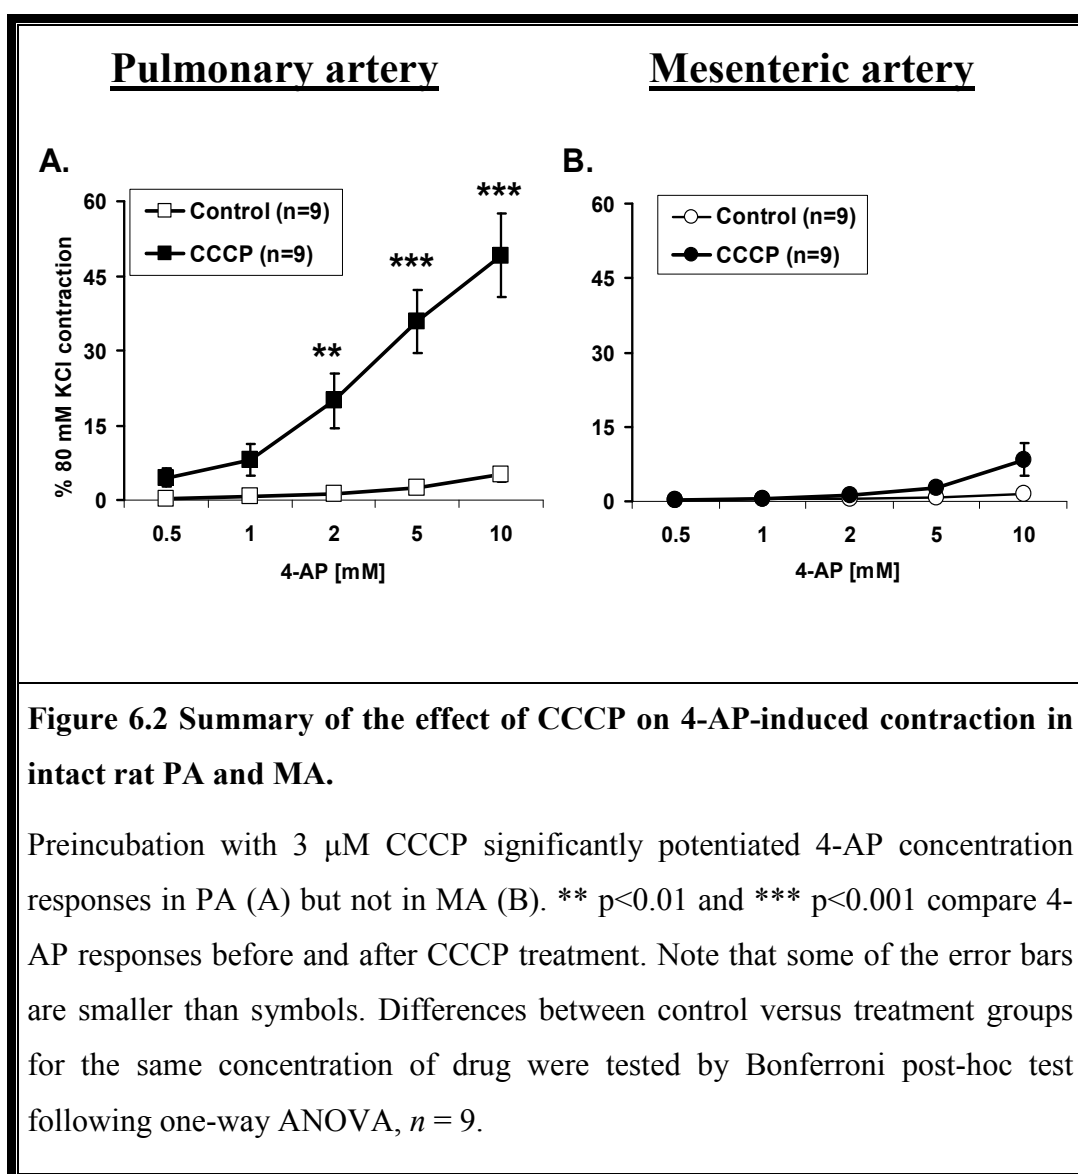 Pulmonary artery
Mesenteric artery
A.
Control (n=9)
CCCP (n=9)
***
***
**
60
45
30
15
0
% 80 mM KCl contraction
0.5 1 2 5 10
4-AP [mM]
B.
Control (n=9)
CCCP (n=9)
60
45
30
15
0
0.5 1 2 5 10
4-AP [mM]
Figure 6.2 Summary of the effect of CCCP on 4-AP-induced contraction in
intact rat PA and MA.
Preincubation with 3 μM CCCP significantly potentiated 4-AP concentration
responses in PA (A) but not in MA (B). ** p<0.01 and *** p<0.001 compare 4-
AP responses before and after CCCP treatment. Note that some of the error bars
are smaller than symbols. Differences between control versus treatment groups
for the same concentration of drug were tested by Bonferroni post-hoc test
following one-way ANOVA, n = 9.